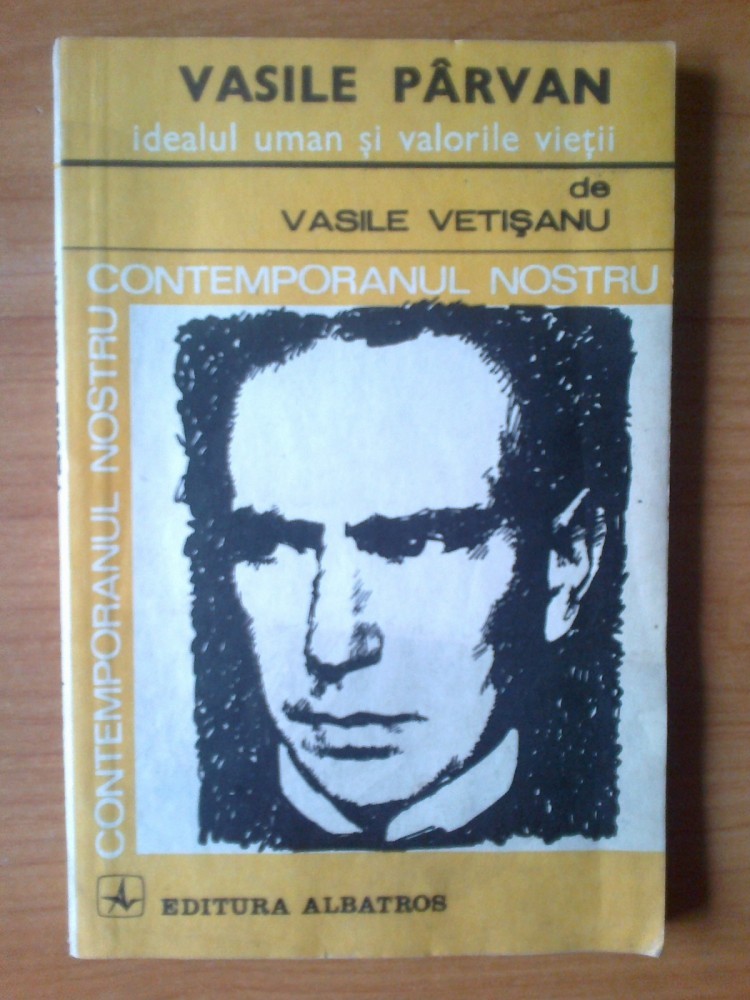 VASILE PÂRVAN
idealul uman și valorile vieții
de
VASILE VETIȘANU
CONTEMPORANUL NOSTRU
CONTEMPORANUL NOSTRU
EDITURA ALBATROS